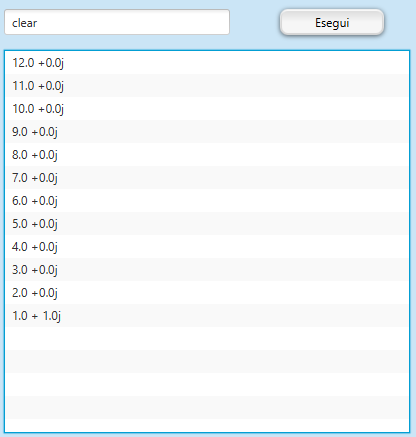 clear
Esegui
12.0 +0.0j
11.0 +0.0j
10.0 +0.0j
9.0 +0.0j
8.0 +0.0j
7.0 +0.0j
6.0 +0.0j
5.0 +0.0j
4.0 +0.0j
3.0 +0.0j
2.0 +0.0j
1.0 + 1.0j